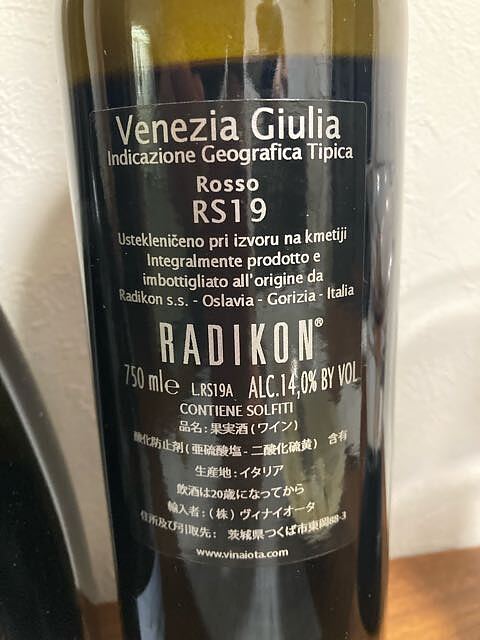 Venezia Giulia
Indicazione Geografica Tipica
Rosso
RS19
Ustekleničeno pri izvoru na kmetiji
Integralmente prodotto e
imbottigliato all'origine da
Radikon s.s. - Oslavia - Gorizia - Italia
RADIKON®
750 ml℮ L.RS19A ALC.14,0% BY VOL
CONTIENE SOLFITI
品名:果実酒(ワイン)
酸化防止剤(亜硫酸塩-二酸化硫黄) 含有
生産地:イタリア
飲酒は20歳になってから
輸入者:(株)ヴィナイオータ
住所及び引取先: 茨城県つくば市東岡88-3
www.vinaiota.com